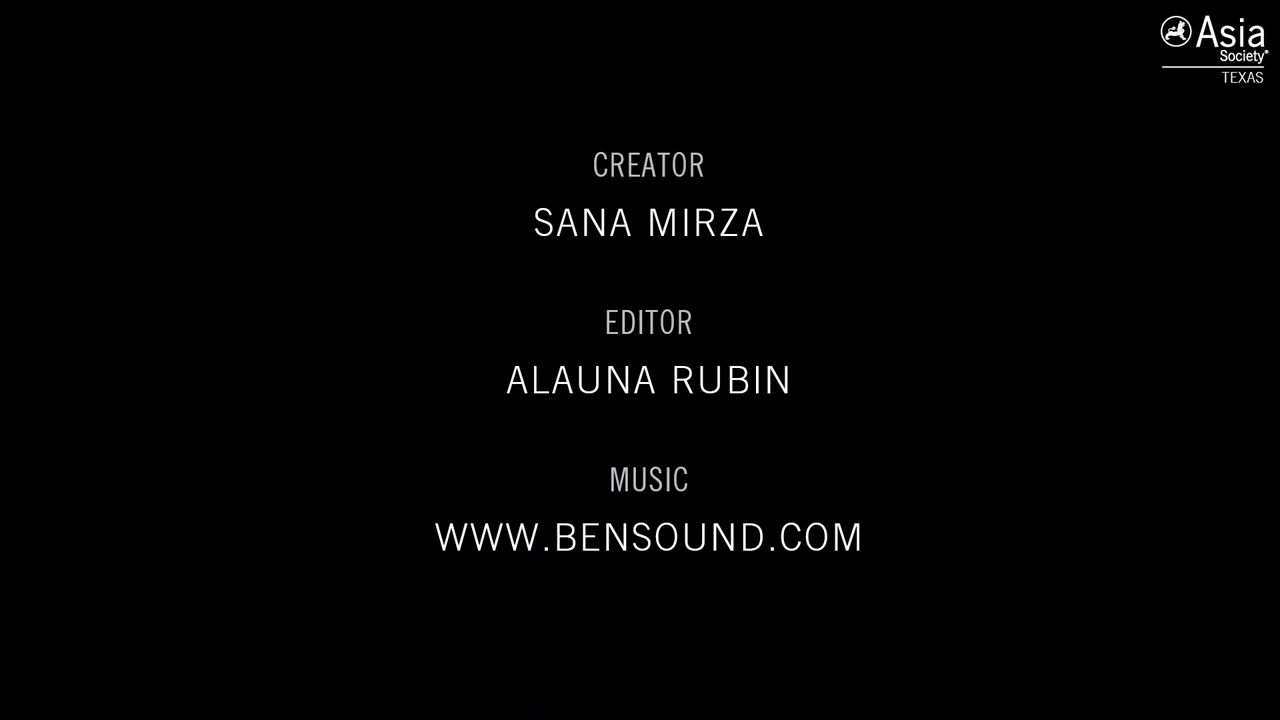 Asia
Society®
TEXAS
CREATOR
SANA MIRZA
EDITOR
ALAUNA RUBIN
MUSIC
WWW.BENSOUND.COM